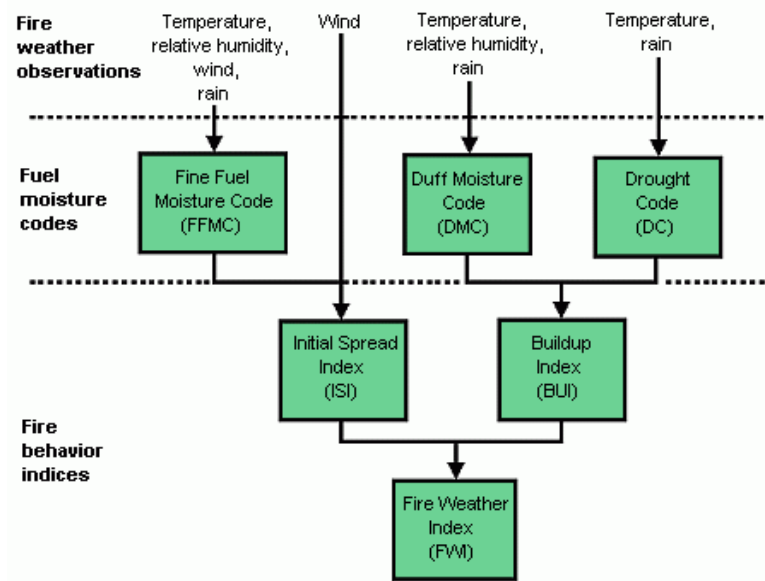 Fire
weather
observations
Temperature,
relative humidity,
wind,
rain
Wind
Temperature,
relative humidity,
rain
Temperature,
rain
Fuel
moisture
codes
Fine Fuel
Moisture Code
(FFMC)
Duff Moisture
Code
(DMC)
Drought
Code
(DC)
Fire
behavior
indices
Initial Spread
Index
(ISI)
Buildup
Index
(BUI)
Fire Weather
Index
(FWI)